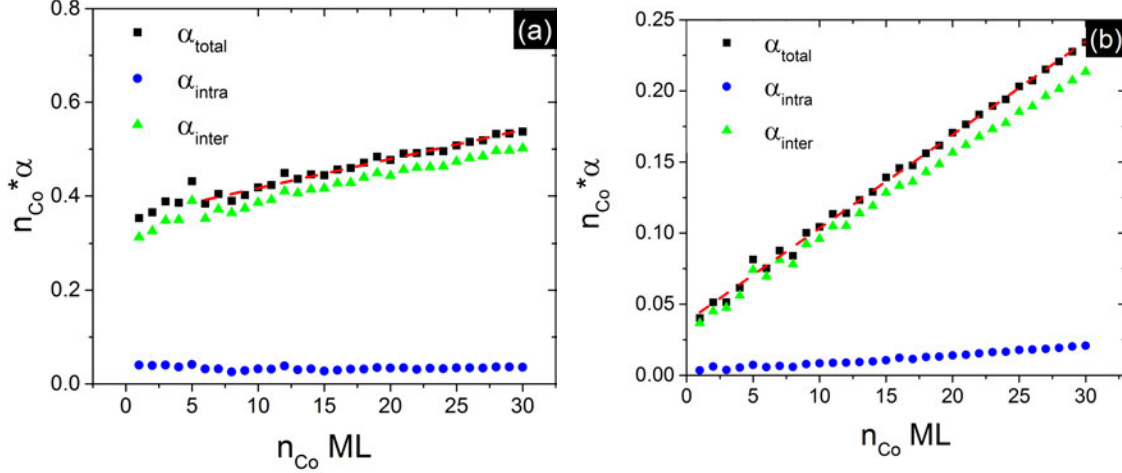 (a)
α_total
α_intra
α_inter
0.8
0.6
0.4
0.2
0.0
n_Co*α
0 5 10 15 20 25 30
n_Co ML
(b)
α_total
α_intra
α_inter
0.25
0.20
0.15
0.10
0.05
0.00
n_Co*α
0 5 10 15 20 25 30
n_Co ML